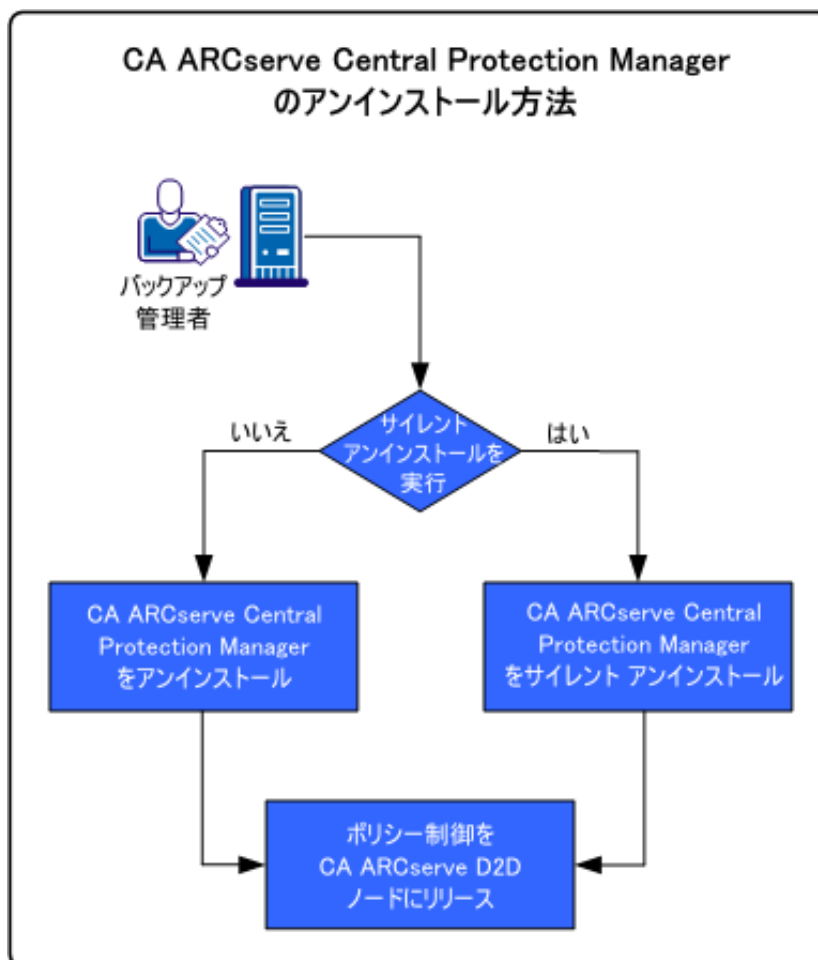 CA ARCserve Central Protection Manager
のアンインストール方法
バックアップ
管理者
サイレント
アンインストールを
実行
いいえ
はい
CA ARCserve Central
Protection Manager
をアンインストール
CA ARCserve Central
Protection Manager
をサイレント アンインストール
ポリシー制御を
CA ARCserve D2D
ノードにリリース